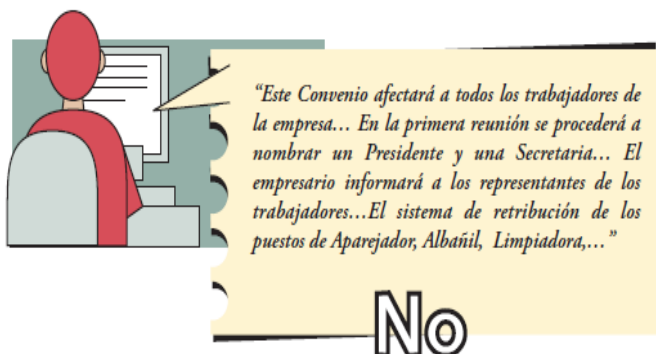 “Este Convenio afectará a todos los trabajadores de
la empresa... En la primera reunión se procederá a
nombrar un Presidente y una Secretaria... El
empresario informará a los representantes de los
trabajadores...El sistema de retribución de los
puestos de Aparejador, Albañil, Limpiadora,...”
No